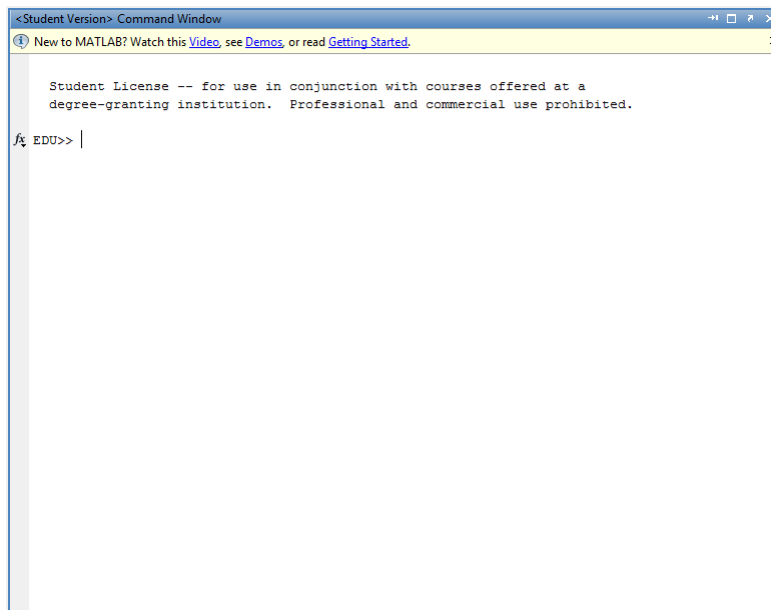 <Student Version> Command Window
New to MATLAB? Watch this Video, see Demos, or read Getting Started.
Student License -- for use in conjunction with courses offered at a
degree-granting institution.  Professional and commercial use prohibited.
fx EDU>>